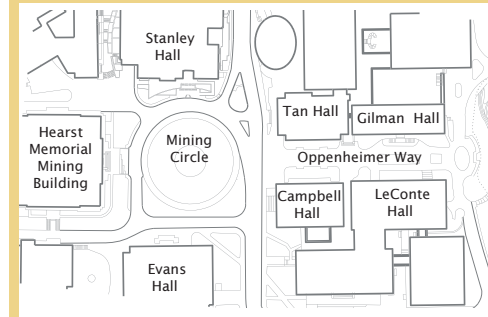 Stanley
Hall
Tan Hall
Gilman Hall
Hearst
Memorial
Mining
Building
Mining
Circle
Oppenheimer Way
Campbell
Hall
LeConte
Hall
Evans
Hall